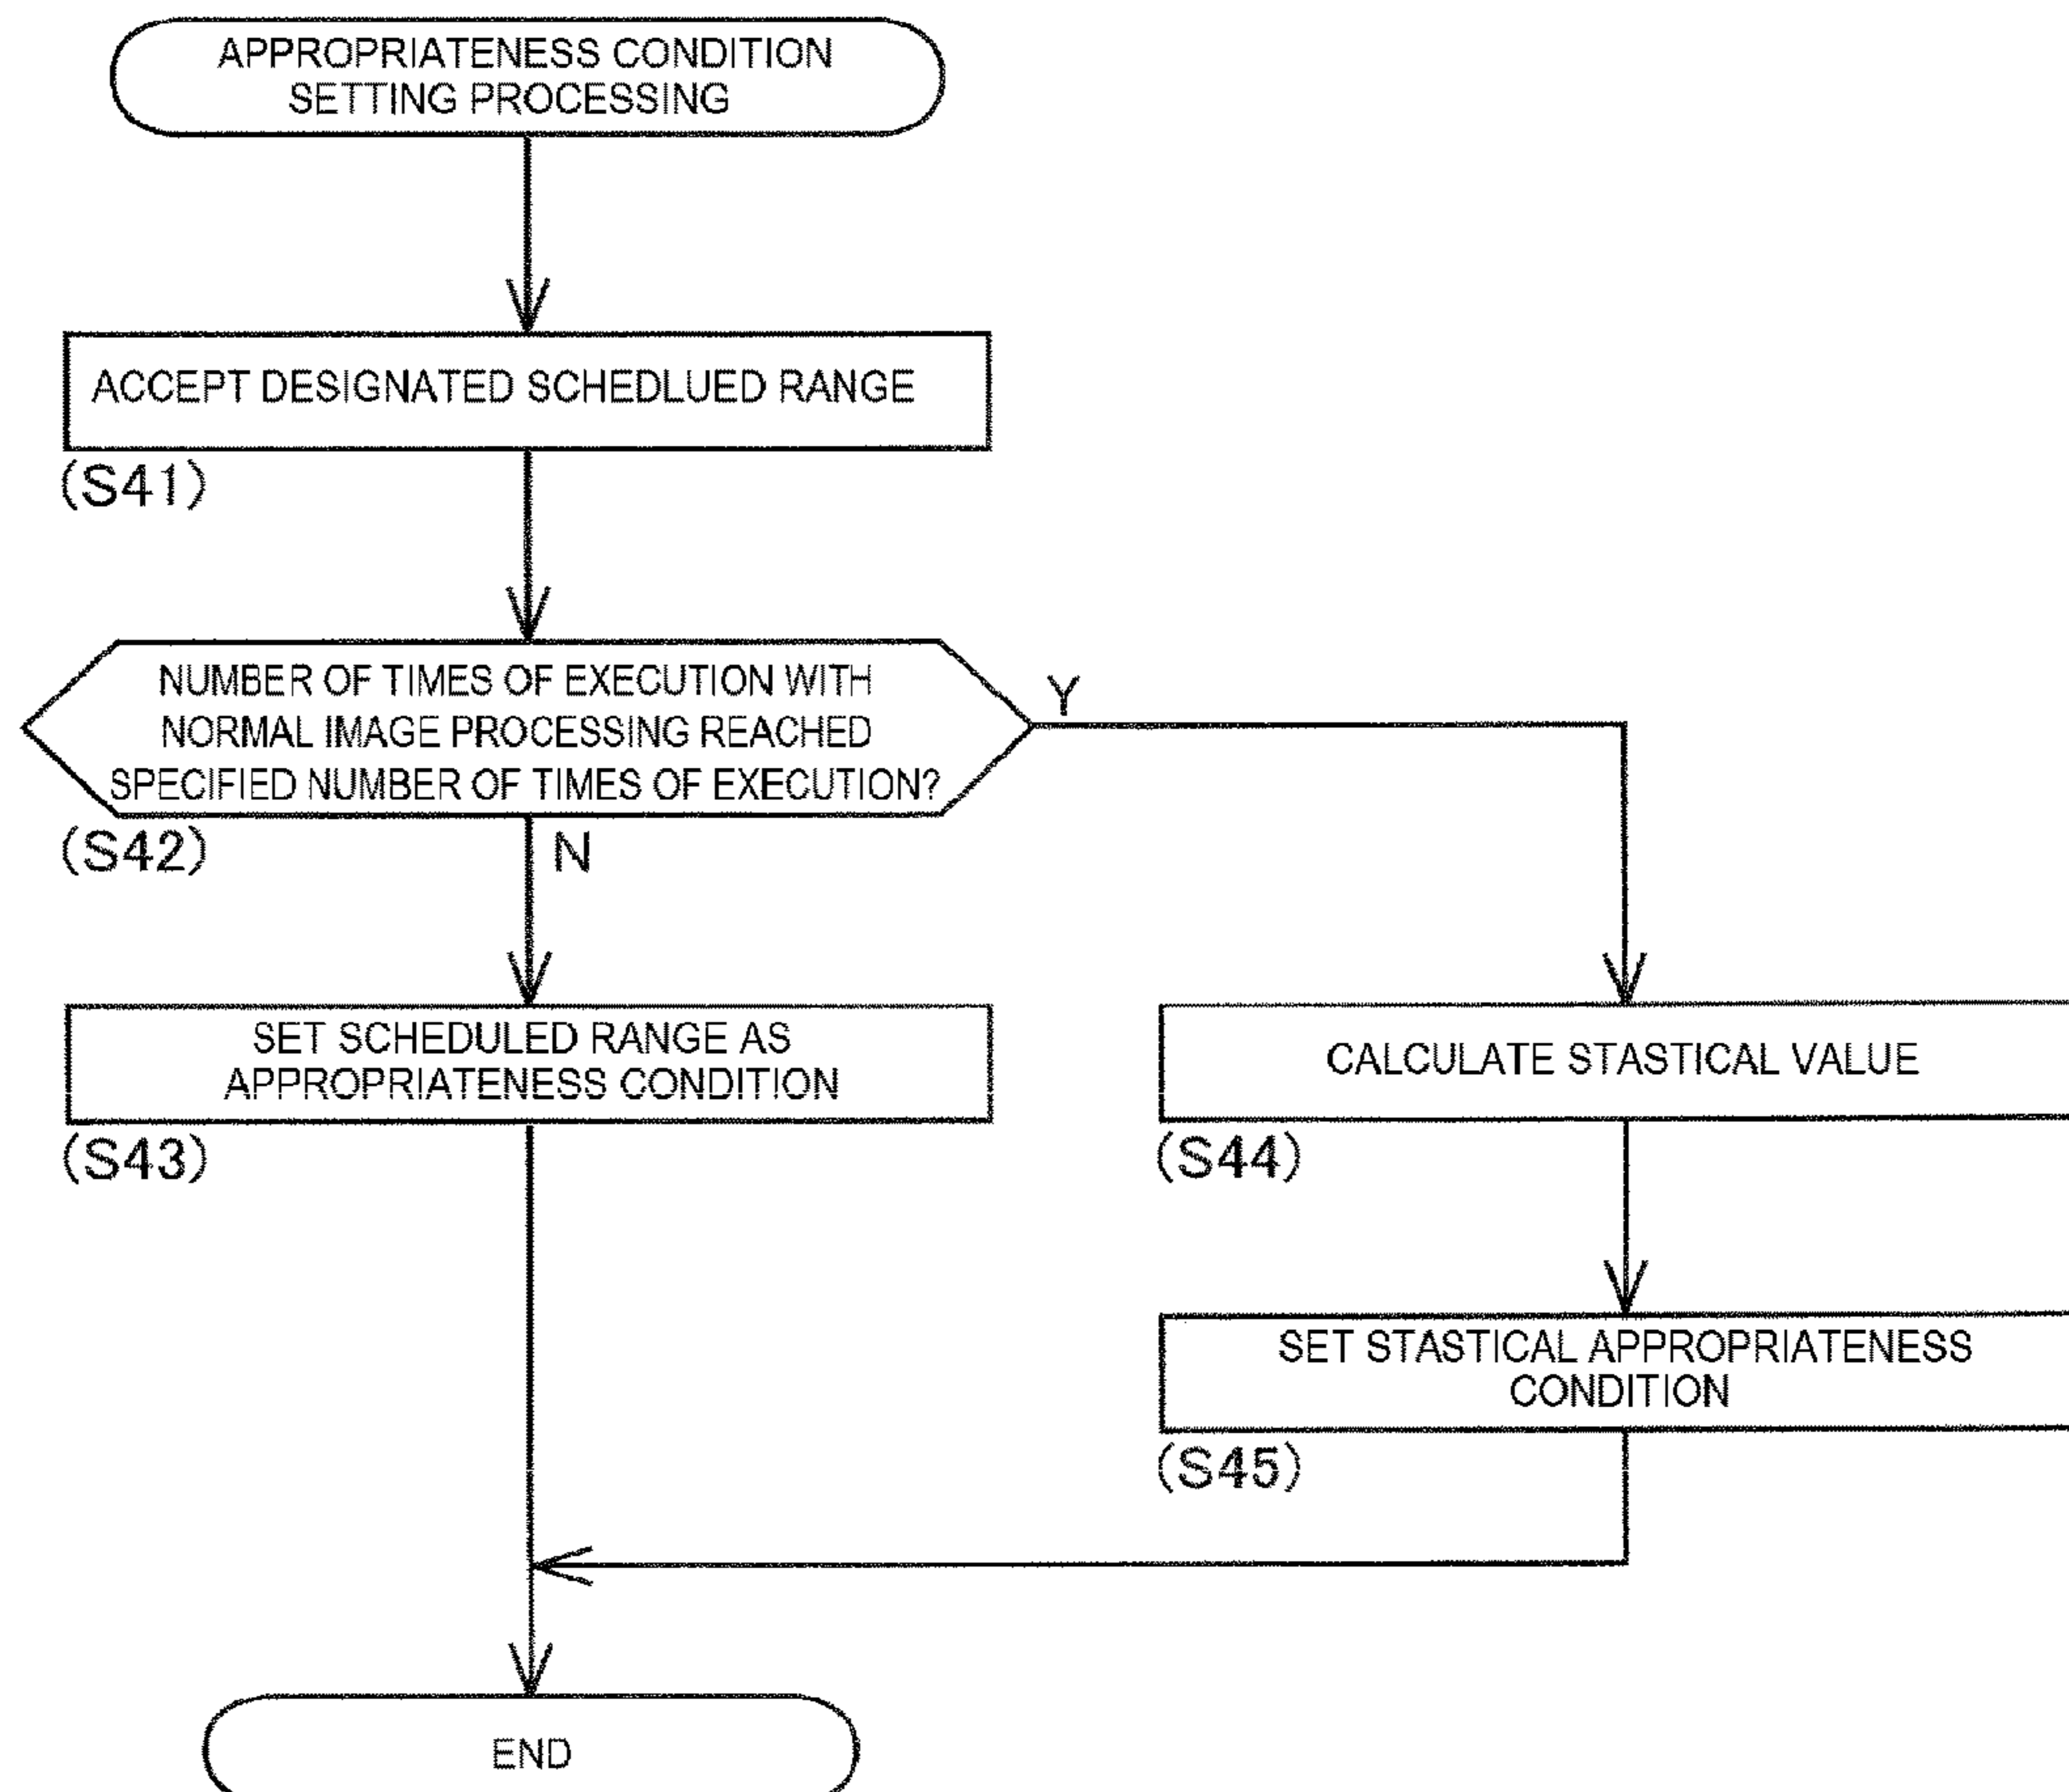 APPROPRIATENESS CONDITION
SETTING PROCESSING
ACCEPT DESIGNATED SCHEDLUED RANGE
(S41)
NUMBER OF TIMES OF EXECUTION WITH
NORMAL IMAGE PROCESSING REACHED
SPECIFIED NUMBER OF TIMES OF EXECUTION?
Y
(S42)
N
SET SCHEDULED RANGE AS
APPROPRIATENESS CONDITION
(S43)
CALCULATE STASTICAL VALUE
(S44)
SET STASTICAL APPROPRIATENESS
CONDITION
(S45)
END